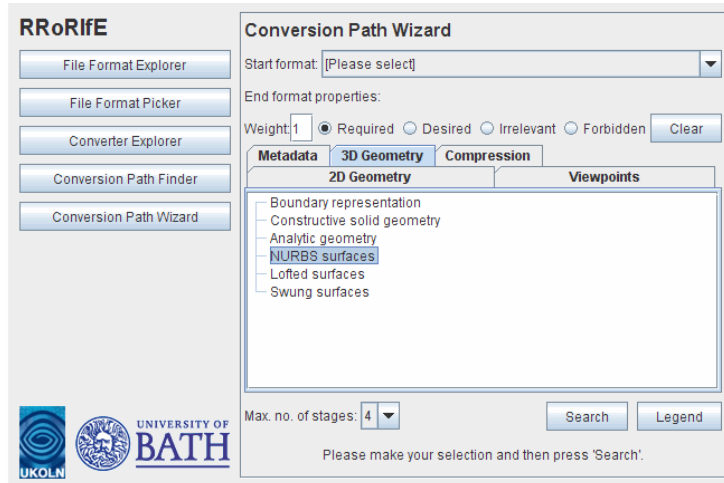 RRoRIfE
File Format Explorer
File Format Picker
Converter Explorer
Conversion Path Finder
Conversion Path Wizard
UKOLN
UNIVERSITY OF
BATH
Conversion Path Wizard
Start format: [Please select]
End format properties:
Weight: 1 Required Desired Irrelevant Forbidden Clear
Metadata 3D Geometry Compression
2D Geometry Viewpoints
Boundary representation
Constructive solid geometry
Analytic geometry
NURBS surfaces
Lofted surfaces
Swung surfaces
Max. no. of stages: 4 Search Legend
Please make your selection and then press 'Search'.